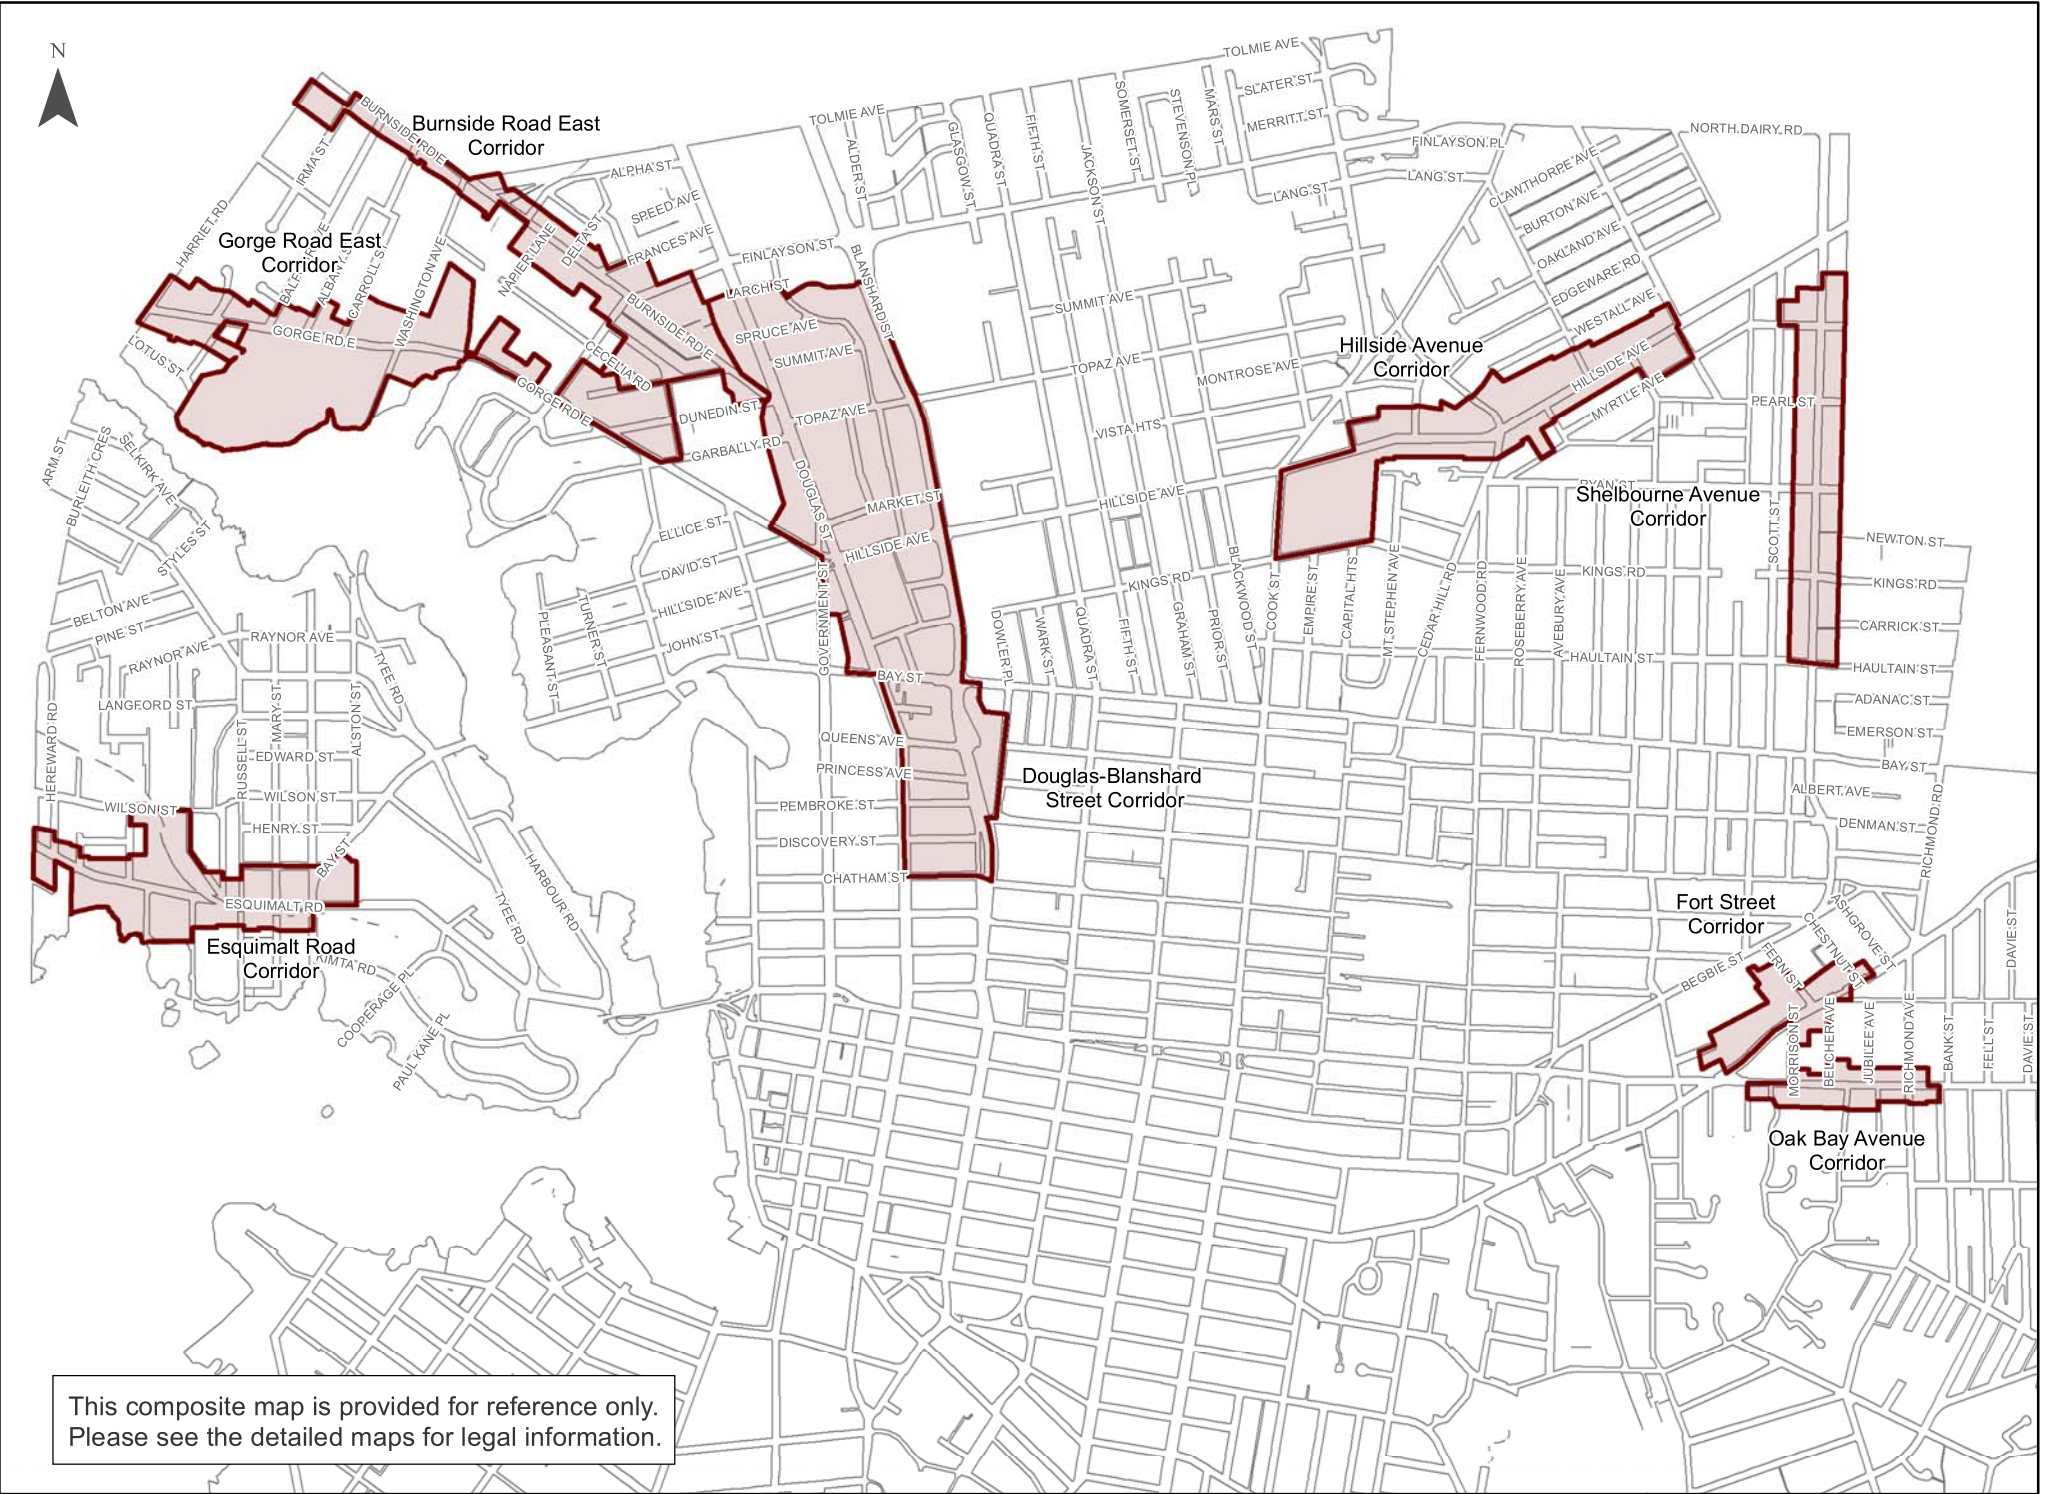 N
TOLMIE AVE
SLATER ST
MERRITT ST
TOLMIE AVE
NORTH DAIRY RD
FINLAYSON PL
LANG ST
LANG ST
CLAWTHORPE AVE
BURTON AVE
OAKLAND AVE
EDGEWARE RD
WESTALL AVE
SOMERSET ST
STEVENSON PL
MARS ST
JACKSON ST
FIFTH ST
QUADRA ST
GLASGOW ST
ALDER ST
BURNSIDE RD E
Burnside Road East
Corridor
ALPHA ST
SPEED AVE
FRANCES AVE
DELTA ST
NAPIER LANE
FINLAYSON ST
LARCH ST
BLANSHARD ST
IRMA ST
HARRIET RD
Gorge Road East
Corridor
ALBANY
CARROLL ST
WASHINGTON AVE
GORGE RD E
LOTUS ST
BURNSIDE RD E
CECELIA RD
GORGE RD E
SPRUCE AVE
SUMMIT AVE
SUMMIT AVE
TOPAZ AVE
TOPAZ AVE
DUNEDIN ST
GARBALLY RD
DOUGLAS ST
MARKET ST
HILLSIDE AVE
MONTROSE AVE
VISTA HTS
HILLSIDE AVE
Hillside Avenue
Corridor
HILLSIDE AVE
MYRTLE AVE
PEARL ST
RYAN ST
Shelbourne Avenue
Corridor
SCOTT ST
NEWTON ST
KINGS RD
KINGS RD
KINGS RD
CARRICK ST
HAULTAIN ST
HAULTAIN ST
ADANAC ST
EMERSON ST
BAY ST
ALBERT AVE
DENMAN ST
RICHMOND RD
ARM ST
BURLEITH CRES
SELKIRK AVE
STYLES ST
BELTON AVE
PINE ST
RAYNOR AVE
RAYNOR AVE
TYEE RD
LANGFORD ST
HEREWARD RD
RUSSELL ST
MARY ST
ALSTON ST
EDWARD ST
WILSON ST
WILSON ST
HENRY ST
BAY ST
ESQUIMALT RD
Esquimalt Road
Corridor
KIMTA RD
COOPERAGE PL
PAUL KANE PL
TYEE RD
HARBOUR RD
ELLICE ST
DAVID ST
HILLSIDE AVE
JOHN ST
PLEASANT ST
TURNER ST
GOVERNMENT ST
BAY ST
QUEENS AVE
PRINCESS AVE
PEMBROKE ST
DISCOVERY ST
CHATHAM ST
Douglas-Blanshard
Street Corridor
DOWLER PL
WARK ST
QUADRA ST
FIFTH ST
GRAHAM ST
PRIOR ST
BLACKWOOD ST
COOK ST
EMPIRE ST
CAPITAL HTS
MT STEPHEN AVE
CEDAR HILL RD
FERNWOOD RD
ROSEBERRY AVE
AVEBURY AVE
Fort Street
Corridor
BEGBIE ST
FERN ST
CHESTNUT ST
ASHGROVE ST
MORRISON ST
BELCHER AVE
JUBILEE AVE
RICHMOND AVE
BANK ST
FELL ST
DAVIE ST
DAVIE ST
Oak Bay Avenue
Corridor
This composite map is provided for reference only.
Please see the detailed maps for legal information.